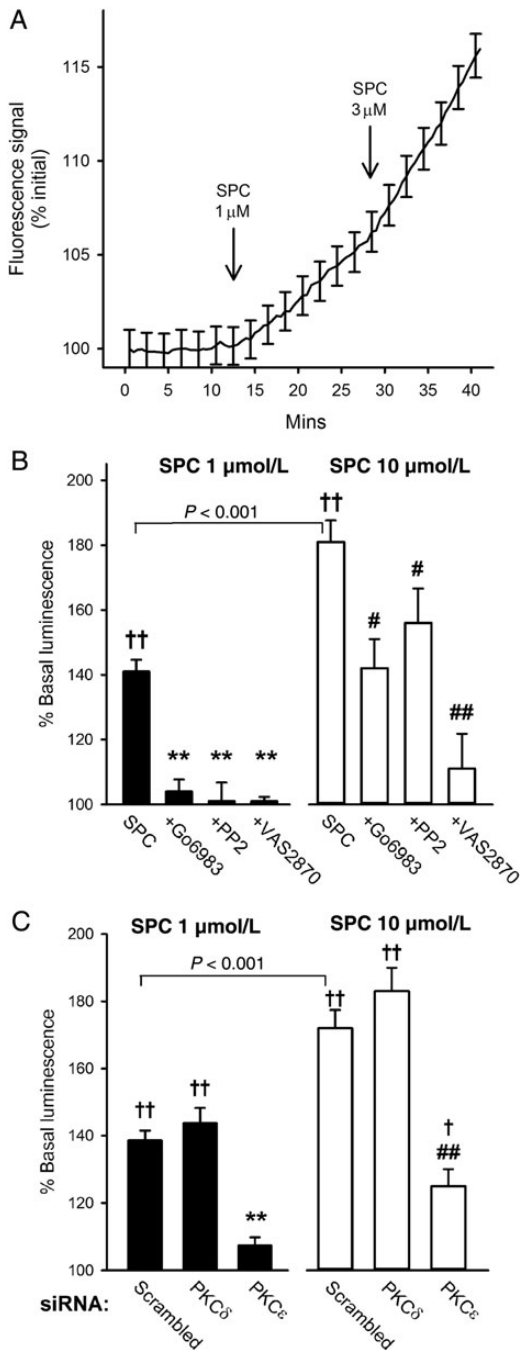 A
Fluorescence signal
(% initial)
115
110
105
100
SPC
1 µM
SPC
3 µM
0 5 10 15 20 25 30 35 40
Mins
B
SPC 1 µmol/L SPC 10 µmol/L
% Basal luminescence
200
180
160
140
120
100
P < 0.001
††
**
**
**
††
#
#
##
SPC
+Go6983
+PP2
+VAS2870
SPC
+Go6983
+PP2
+VAS2870
C
SPC 1 µmol/L SPC 10 µmol/L
% Basal luminescence
200
180
160
140
120
100
P < 0.001
††
††
**
††
††
†
##
siRNA:
Scrambled
PKCδ
PKCε
Scrambled
PKCδ
PKCε